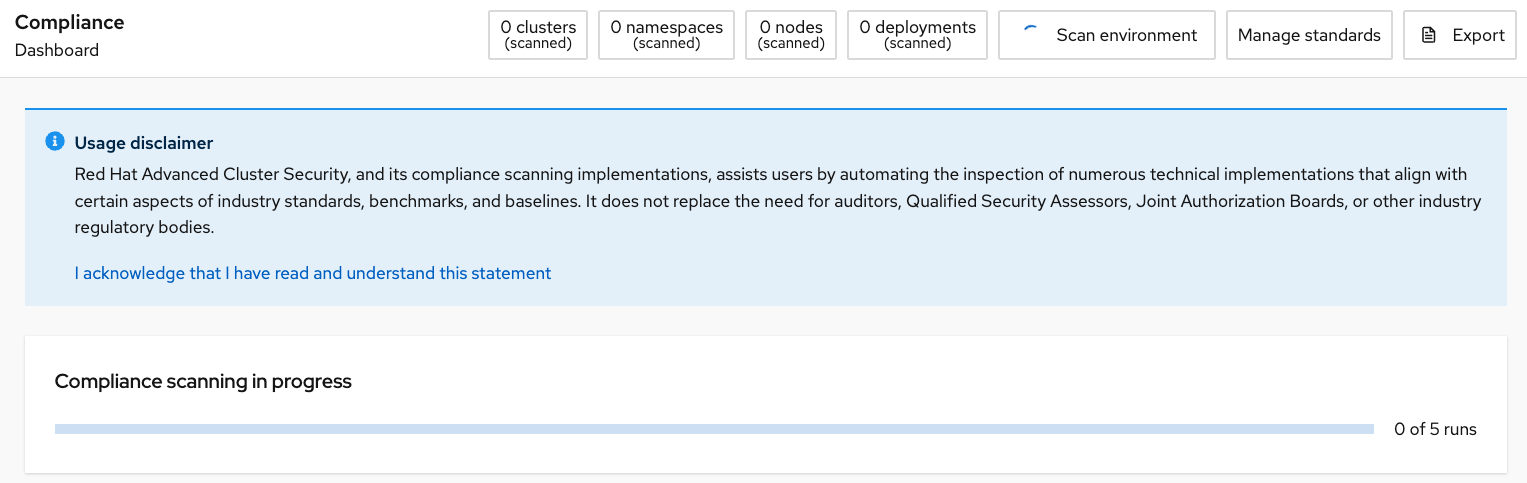 Compliance
Dashboard
0 clusters
(scanned)
0 namespaces
(scanned)
0 nodes
(scanned)
0 deployments
(scanned)
Scan environment
Manage standards
Export
Usage disclaimer
Red Hat Advanced Cluster Security, and its compliance scanning implementations, assists users by automating the inspection of numerous technical implementations that align with
certain aspects of industry standards, benchmarks, and baselines. It does not replace the need for auditors, Qualified Security Assessors, Joint Authorization Boards, or other industry
regulatory bodies.
I acknowledge that I have read and understand this statement
Compliance scanning in progress
0 of 5 runs